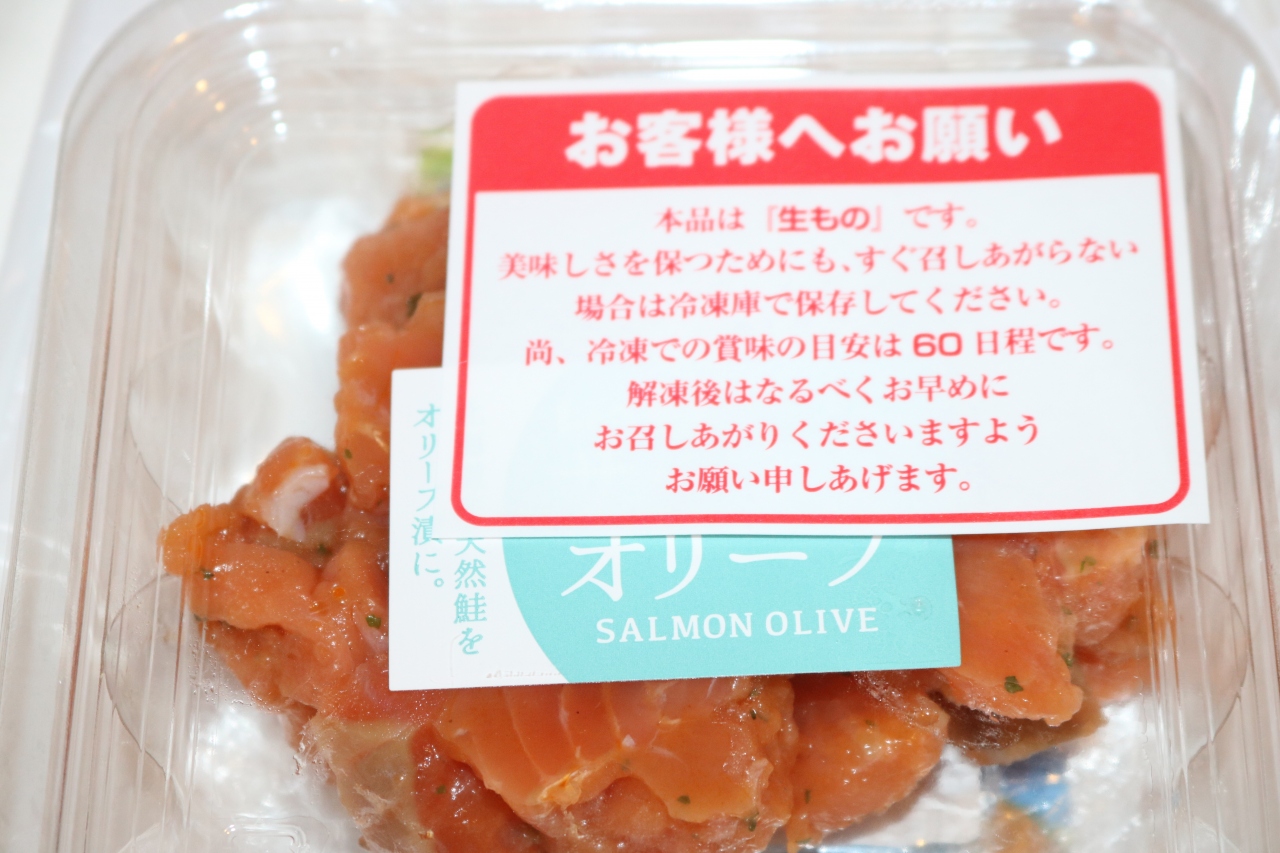 お客様へお願い
本品は「生もの」です。
美味しさを保つためにも、すぐ召しあがらない
場合は冷凍庫で保存してください。
尚、冷凍での賞味の目安は 60 日程です。
解凍後はなるべくお早めに
お召しあがりくださいますよう
お願い申しあげます。
天然鮭を
オリーブ漬に。
オリーブ
SALMON OLIVE